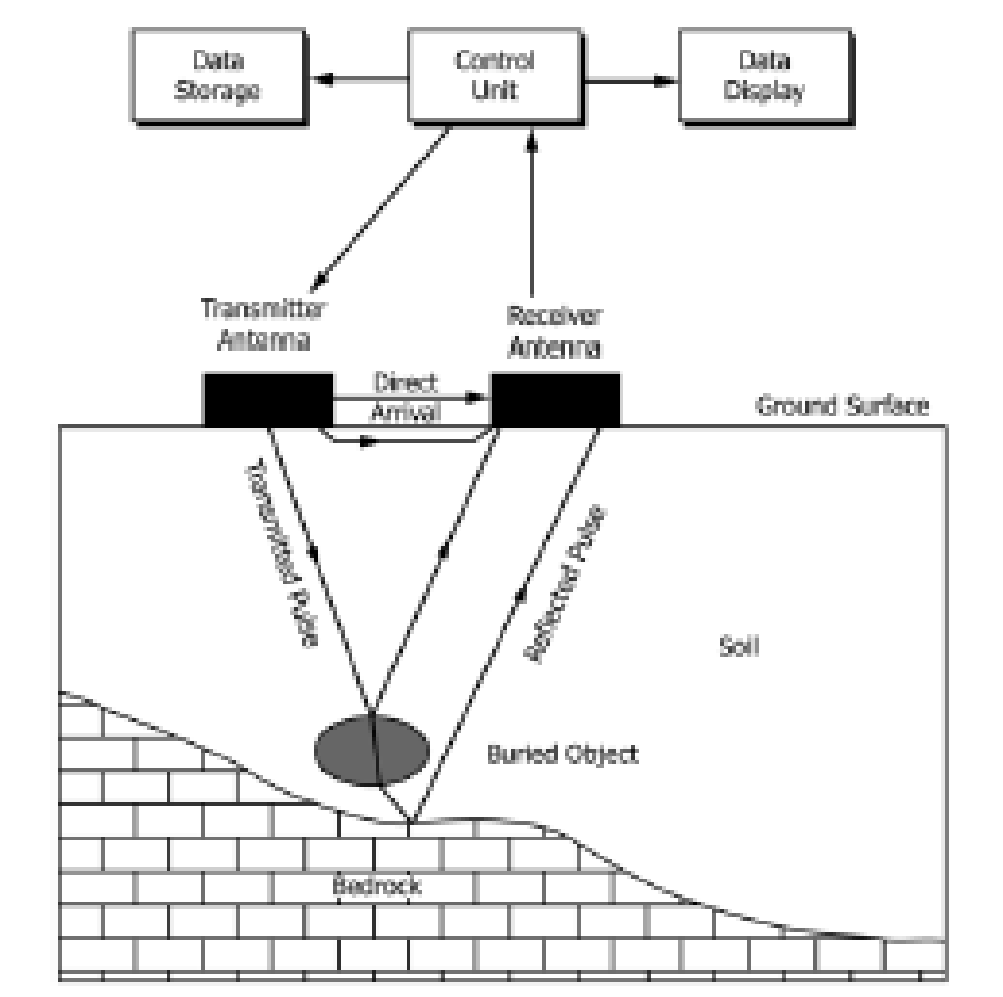 Data
Storage
Control
Unit
Data
Display
Transmitter
Antenna
Receiver
Antenna
Direct
Arrival
Ground Surface
Transmitted Pulse
Reflected Pulse
Soil
Buried Object
Bedrock